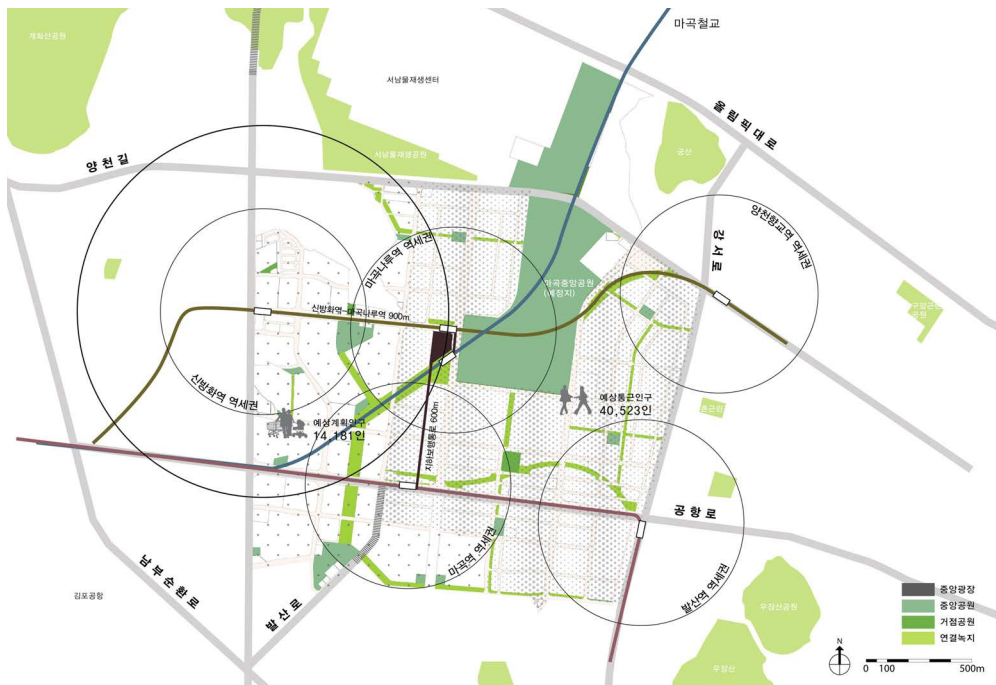 마곡철교
개화산공원
서남물재생센터
올림픽대로
궁산
서남물재생공원
양천길
양천향교역 역세권
강서로
마곡나루역 역세권
마곡중앙공원
(예정지)
신방화역-마곡나루역 900m
신방화역 역세권
예상계획인구
14,181인
지하보행통로 600m
예상통근인구
40,523인
공항로
마곡역 역세권
발산역 역세권
남부순환로
발산로
김포공항
우장산공원
우장산
중앙광장
중앙공원
거점공원
연결녹지
N
0 100 500m